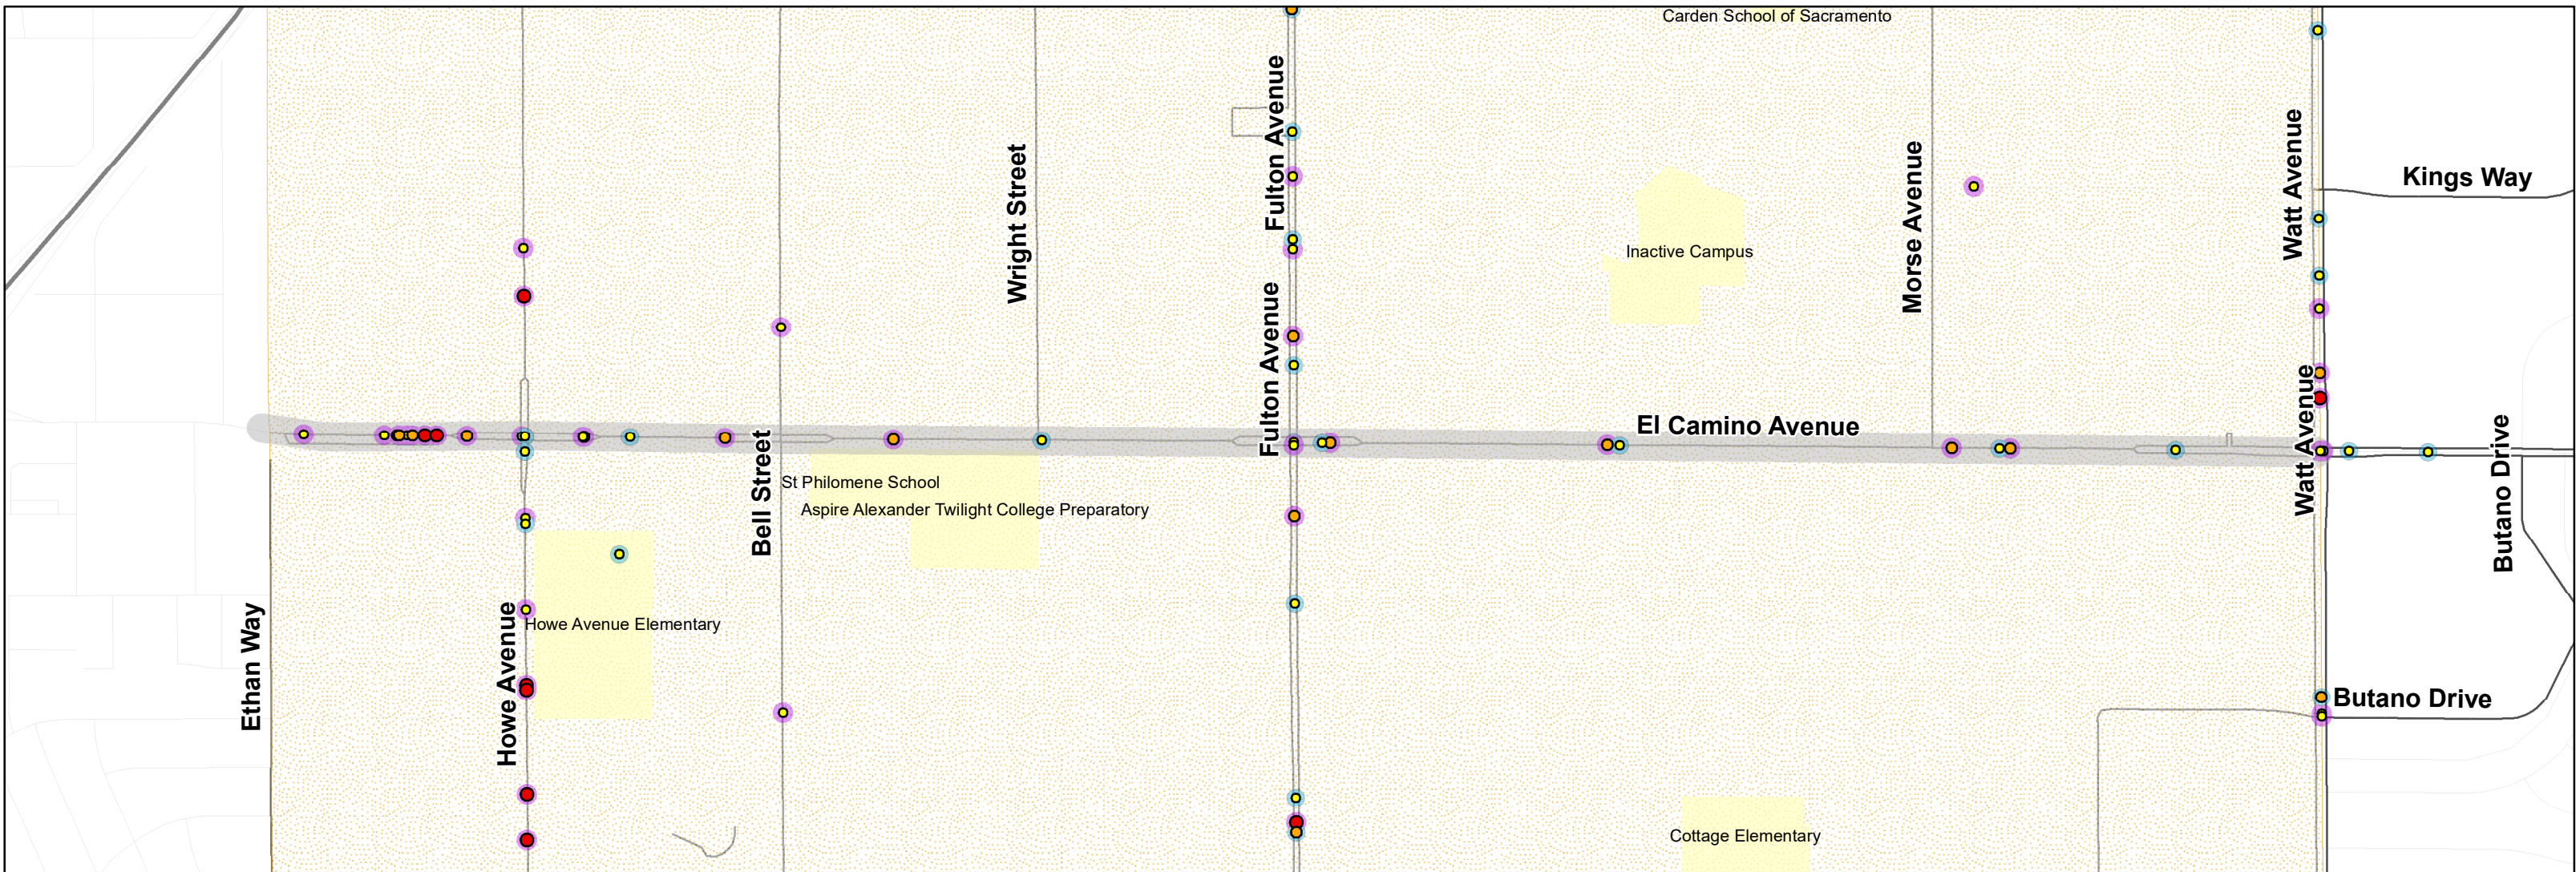 Carden School of Sacramento
Fulton Avenue
Watt Avenue
Wright Street
Morse Avenue
Kings Way
Inactive Campus
Fulton Avenue
Watt Avenue
El Camino Avenue
Butano Drive
Bell Street
St Philomene School
Aspire Alexander Twilight College Preparatory
Ethan Way
Howe Avenue
Howe Avenue Elementary
Butano Drive
Cottage Elementary